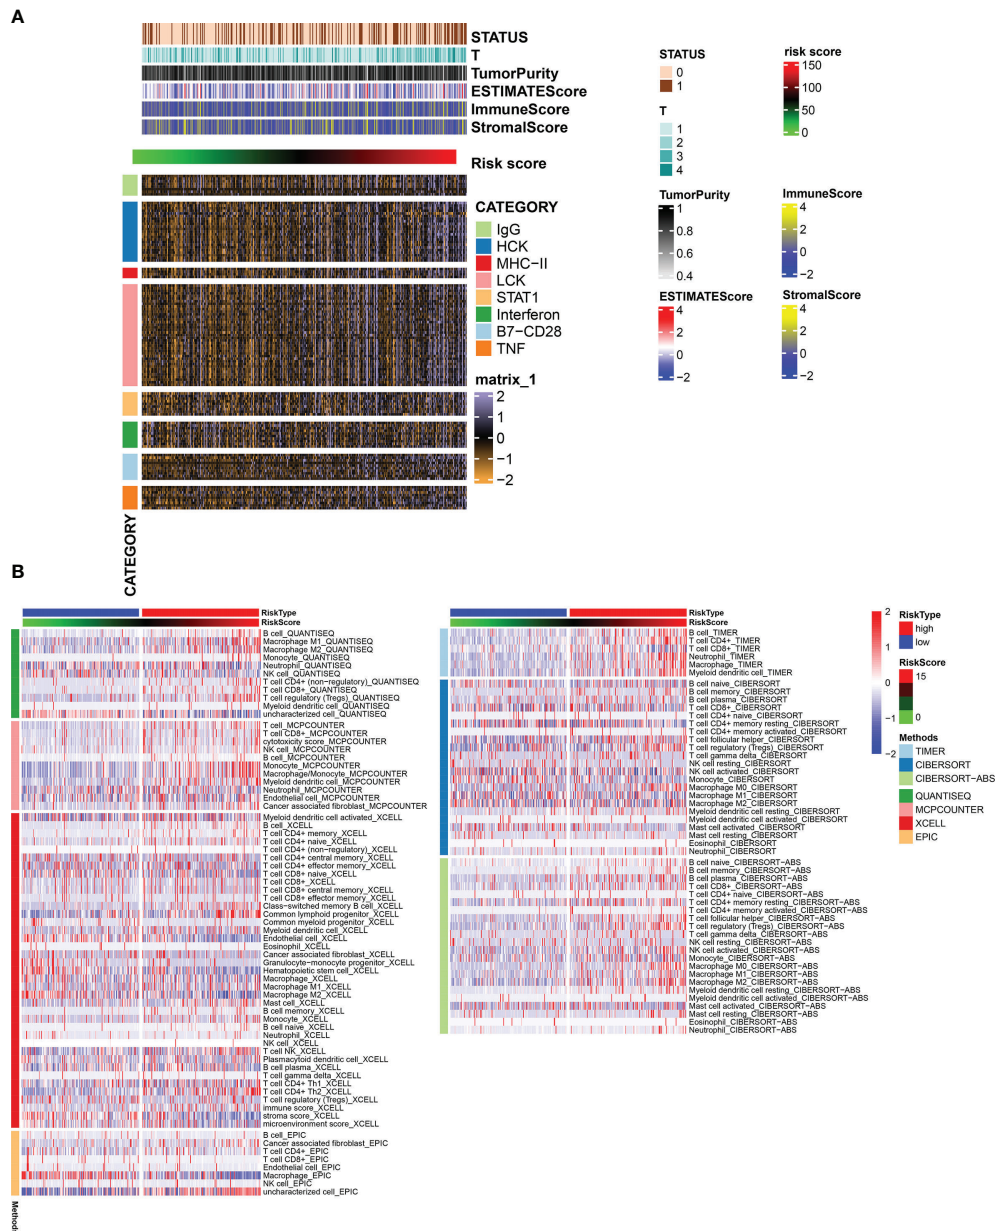 A
STATUS
T
TumorPurity
ESTIMATEScore
ImmuneScore
StromalScore
Risk score
CATEGORY
IgG
HCK
MHC−II
LCK
STAT1
Interferon
B7−CD28
TNF
matrix_1
2
1
0
−1
−2
CATEGORY
STATUS
0
1
T
1
2
3
4
TumorPurity
1
0.8
0.6
0.4
ESTIMATEScore
4
2
0
−2
risk score
150
100
50
0
ImmuneScore
4
2
0
−2
StromalScore
4
2
0
−2
B
RiskType
RiskScore
B cell_QUANTISEQ
Macrophage M1_QUANTISEQ
Macrophage M2_QUANTISEQ
Monocyte_QUANTISEQ
Neutrophil_QUANTISEQ
NK cell_QUANTISEQ
T cell CD4+ (non−regulatory)_QUANTISEQ
T cell CD8+_QUANTISEQ
T cell regulatory (Tregs)_QUANTISEQ
Myeloid dendritic cell_QUANTISEQ
uncharacterized cell_QUANTISEQ
T cell_MCPCOUNTER
T cell CD8+_MCPCOUNTER
cytotoxicity score_MCPCOUNTER
NK cell_MCPCOUNTER
B cell_MCPCOUNTER
Monocyte_MCPCOUNTER
Macrophage/Monocyte_MCPCOUNTER
Myeloid dendritic cell_MCPCOUNTER
Neutrophil_MCPCOUNTER
Endothelial cell_MCPCOUNTER
Cancer associated fibroblast_MCPCOUNTER
Myeloid dendritic cell activated_XCELL
B cell_XCELL
T cell CD4+ memory_XCELL
T cell CD4+ naive_XCELL
T cell CD4+ (non−regulatory)_XCELL
T cell CD4+ central memory_XCELL
T cell CD4+ effector memory_XCELL
T cell CD8+ naive_XCELL
T cell CD8+_XCELL
T cell CD8+ central memory_XCELL
T cell CD8+ effector memory_XCELL
Class−switched memory B cell_XCELL
Common lymphoid progenitor_XCELL
Common myeloid progenitor_XCELL
Myeloid dendritic cell_XCELL
Endothelial cell_XCELL
Eosinophil_XCELL
Cancer associated fibroblast_XCELL
Granulocyte−monocyte progenitor_XCELL
Hematopoietic stem cell_XCELL
Macrophage_XCELL
Macrophage M1_XCELL
Macrophage M2_XCELL
Mast cell_XCELL
B cell memory_XCELL
Monocyte_XCELL
B cell naive_XCELL
Neutrophil_XCELL
NK cell_XCELL
T cell NK_XCELL
Plasmacytoid dendritic cell_XCELL
B cell plasma_XCELL
T cell gamma delta_XCELL
T cell CD4+ Th1_XCELL
T cell CD4+ Th2_XCELL
T cell regulatory (Tregs)_XCELL
immune score_XCELL
stroma score_XCELL
microenvironment score_XCELL
B cell_EPIC
Cancer associated fibroblast_EPIC
T cell CD4+_EPIC
T cell CD8+_EPIC
Endothelial cell_EPIC
Macrophage_EPIC
NK cell_EPIC
uncharacterized cell_EPIC
Methods
RiskType
RiskScore
B cell_TIMER
T cell CD4+_TIMER
T cell CD8+_TIMER
Neutrophil_TIMER
Macrophage_TIMER
Myeloid dendritic cell_TIMER
B cell naive_CIBERSORT
B cell memory_CIBERSORT
B cell plasma_CIBERSORT
T cell CD8+_CIBERSORT
T cell CD4+ naive_CIBERSORT
T cell CD4+ memory resting_CIBERSORT
T cell CD4+ memory activated_CIBERSORT
T cell follicular helper_CIBERSORT
T cell regulatory (Tregs)_CIBERSORT
T cell gamma delta_CIBERSORT
NK cell resting_CIBERSORT
NK cell activated_CIBERSORT
Monocyte_CIBERSORT
Macrophage M0_CIBERSORT
Macrophage M1_CIBERSORT
Macrophage M2_CIBERSORT
Myeloid dendritic cell resting_CIBERSORT
Myeloid dendritic cell activated_CIBERSORT
Mast cell activated_CIBERSORT
Mast cell resting_CIBERSORT
Eosinophil_CIBERSORT
Neutrophil_CIBERSORT
B cell naive_CIBERSORT−ABS
B cell memory_CIBERSORT−ABS
B cell plasma_CIBERSORT−ABS
T cell CD8+_CIBERSORT−ABS
T cell CD4+ naive_CIBERSORT−ABS
T cell CD4+ memory resting_CIBERSORT−ABS
T cell CD4+ memory activated_CIBERSORT−ABS
T cell follicular helper_CIBERSORT−ABS
T cell regulatory (Tregs)_CIBERSORT−ABS
T cell gamma delta_CIBERSORT−ABS
NK cell resting_CIBERSORT−ABS
NK cell activated_CIBERSORT−ABS
Monocyte_CIBERSORT−ABS
Macrophage M0_CIBERSORT−ABS
Macrophage M1_CIBERSORT−ABS
Macrophage M2_CIBERSORT−ABS
Myeloid dendritic cell resting_CIBERSORT−ABS
Myeloid dendritic cell activated_CIBERSORT−ABS
Mast cell activated_CIBERSORT−ABS
Mast cell resting_CIBERSORT−ABS
Eosinophil_CIBERSORT−ABS
Neutrophil_CIBERSORT−ABS
2
1
0
−1
−2
RiskType
high
low
RiskScore
15
0
Methods
TIMER
CIBERSORT
CIBERSORT−ABS
QUANTISEQ
MCPCOUNTER
XCELL
EPIC